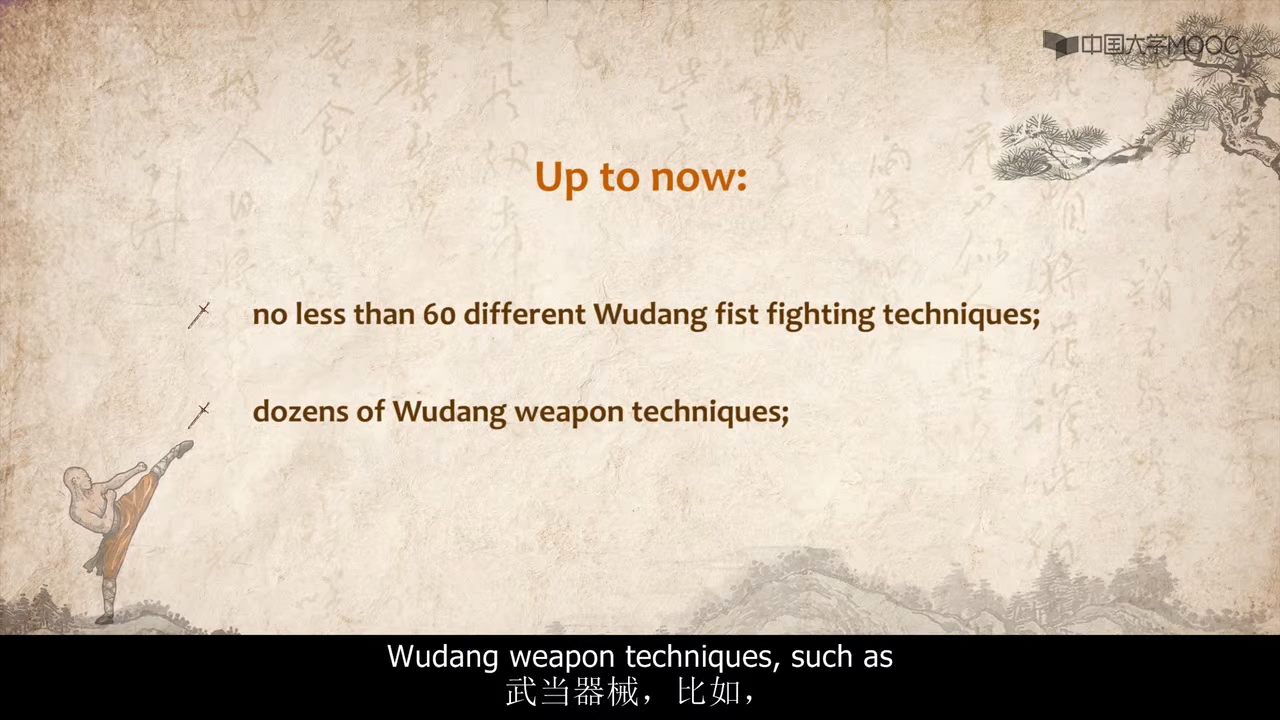 中国大学MOOC
Up to now:
no less than 60 different Wudang fist fighting techniques;
dozens of Wudang weapon techniques;
Wudang weapon techniques, such as
武当器械，比如，